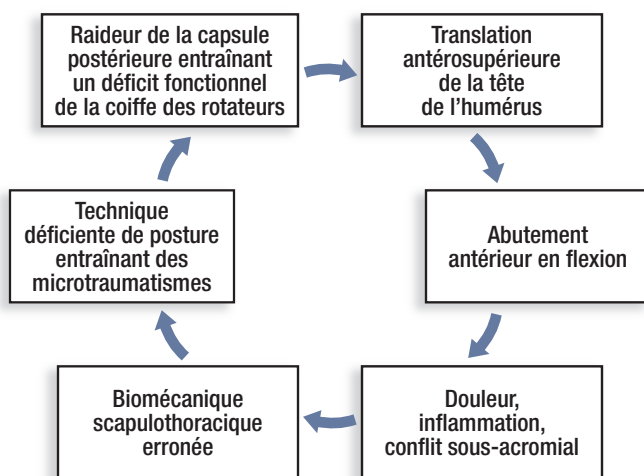 Raideur de la capsule
postérieure entraînant
un déficit fonctionnel
de la coiffe des rotateurs
Translation
antérosupérieure
de la tête
de l’humérus
Abutement
antérieur en flexion
Douleur,
inflammation,
conflit sous-acromial
Biomécanique
scapulothoracique
erronée
Technique
déficiente de posture
entraînant des
microtraumatismes